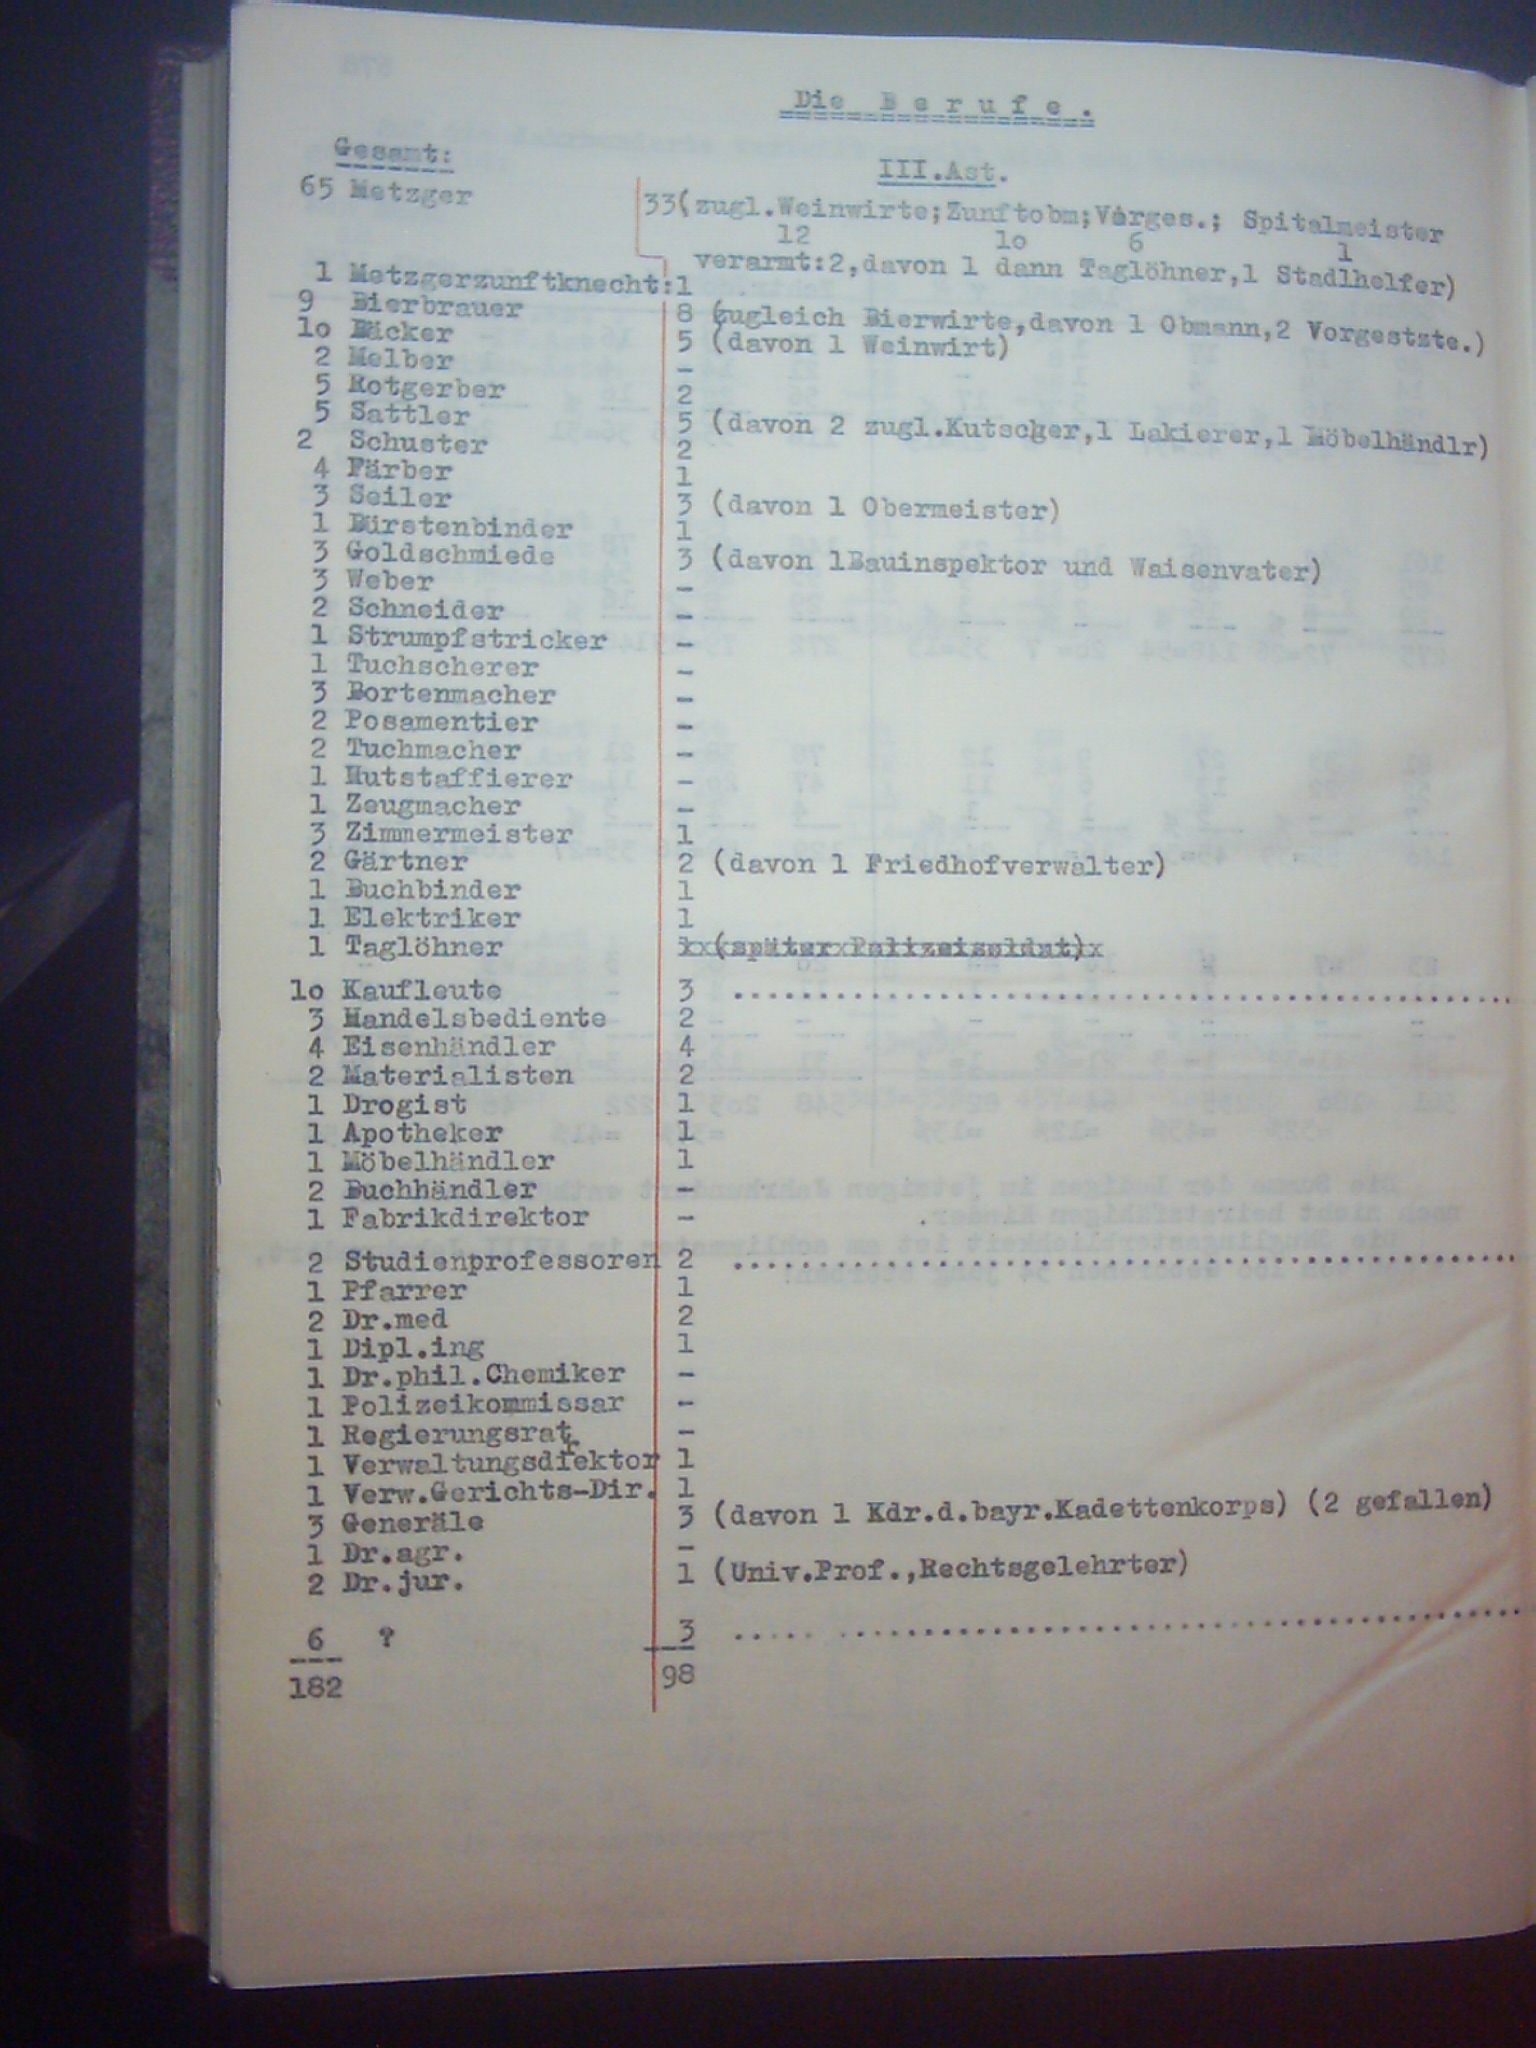 Die B e r u f e .
Gesamt:
III.Ast.
65 Metzger 33(zugl.Weinwirte;Zunftobm;Vorges.; Spitalmeister
12 1o 6 1
verarmt:2,davon 1 dann Taglöhner,1 Stadlhelfer)
1 Metzgerzunftknecht:1
9 Bierbrauer 8 (zugleich Bierwirte,davon 1 Obmann,2 Vorgestzte.)
1o Bäcker 5 (davon 1 Weinwirt)
2 Melber -
5 Rotgerber 2
5 Sattler 5 (davon 2 zugl.Kutscher,1 Lakierer,1 Möbelhändlr)
2 Schuster 2
4 Färber 1
3 Seiler 3 (davon 1 Obermeister)
1 Bürstenbinder 1
3 Goldschmiede 3 (davon 1Bauinspektor und Waisenvater)
3 Weber -
2 Schneider -
1 Strumpfstricker -
1 Tuchscherer -
3 Bortenmacher -
2 Posamentier -
2 Tuchmacher -
1 Hutstaffierer -
1 Zeugmacher -
3 Zimmermeister 1
2 Gärtner 2 (davon 1 Friedhofverwalter)
1 Buchbinder 1
1 Elektriker 1
1 Taglöhner xx(späterxPolizeisoldat)x
1o Kaufleute 3 ......................................................
3 Handelsbediente 2
4 Eisenhändler 4
2 Materialisten 2
1 Drogist 1
1 Apotheker 1
1 Möbelhändler 1
2 Buchhändler -
1 Fabrikdirektor -
2 Studienprofessoren 2 ......................................................
1 Pfarrer 1
2 Dr.med 2
1 Dipl.ing 1
1 Dr.phil.Chemiker -
1 Polizeikommissar -
1 Regierungsrat -
1 Verwaltungsdirektor 1
1 Verw.Gerichts-Dir. 1
3 Generäle 3 (davon 1 Kdr.d.bayr.Kadettenkorps) (2 gefallen)
1 Dr.agr. -
2 Dr.jur. 1 (Univ.Prof.,Rechtsgelehrter)
6 ? 3 ..... ...............................................
182 98